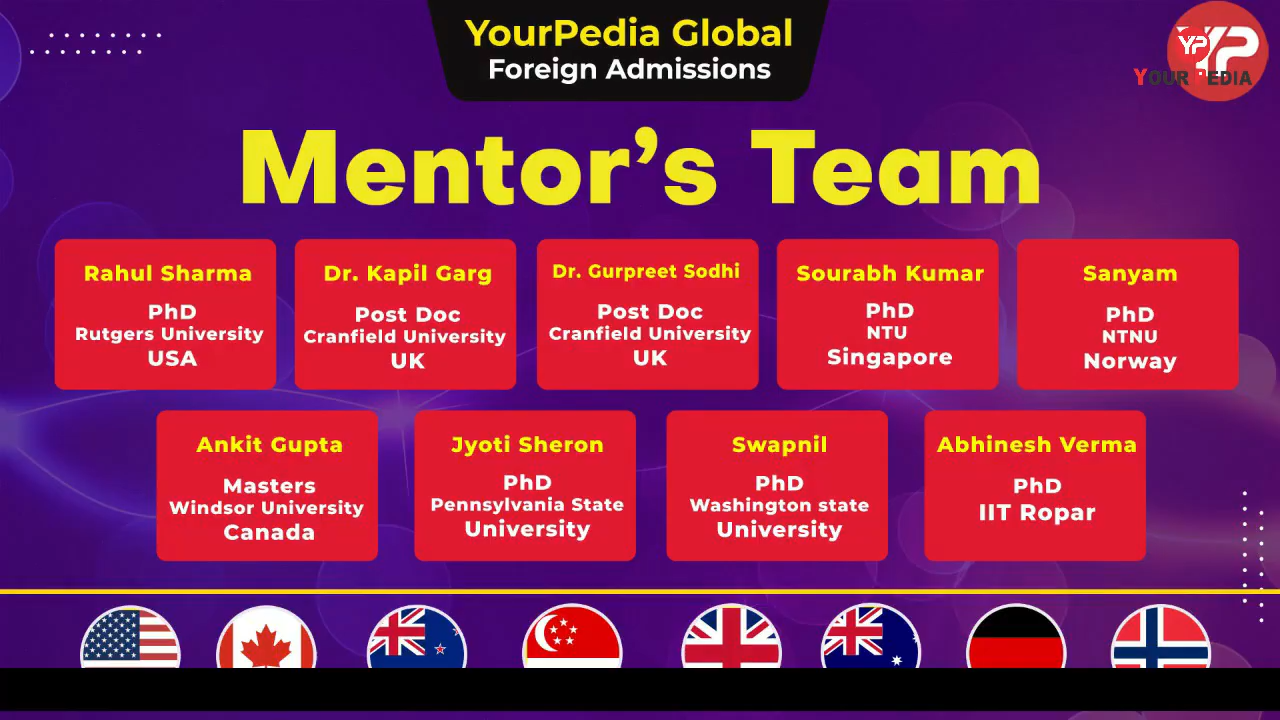 YourPedia Global
Foreign Admissions
YP
YP
YOUR PEDIA
Mentor's Team
Rahul Sharma
PhD
Rutgers University
USA
Dr. Kapil Garg
Post Doc
Cranfield University
UK
Dr. Gurpreet Sodhi
Post Doc
Cranfield University
UK
Sourabh Kumar
PhD
NTU
Singapore
Sanyam
PhD
NTNU
Norway
Ankit Gupta
Masters
Windsor University
Canada
Jyoti Sheron
PhD
Pennsylvania State
University
Swapnil
PhD
Washington state
University
Abhinesh Verma
PhD
IIT Ropar